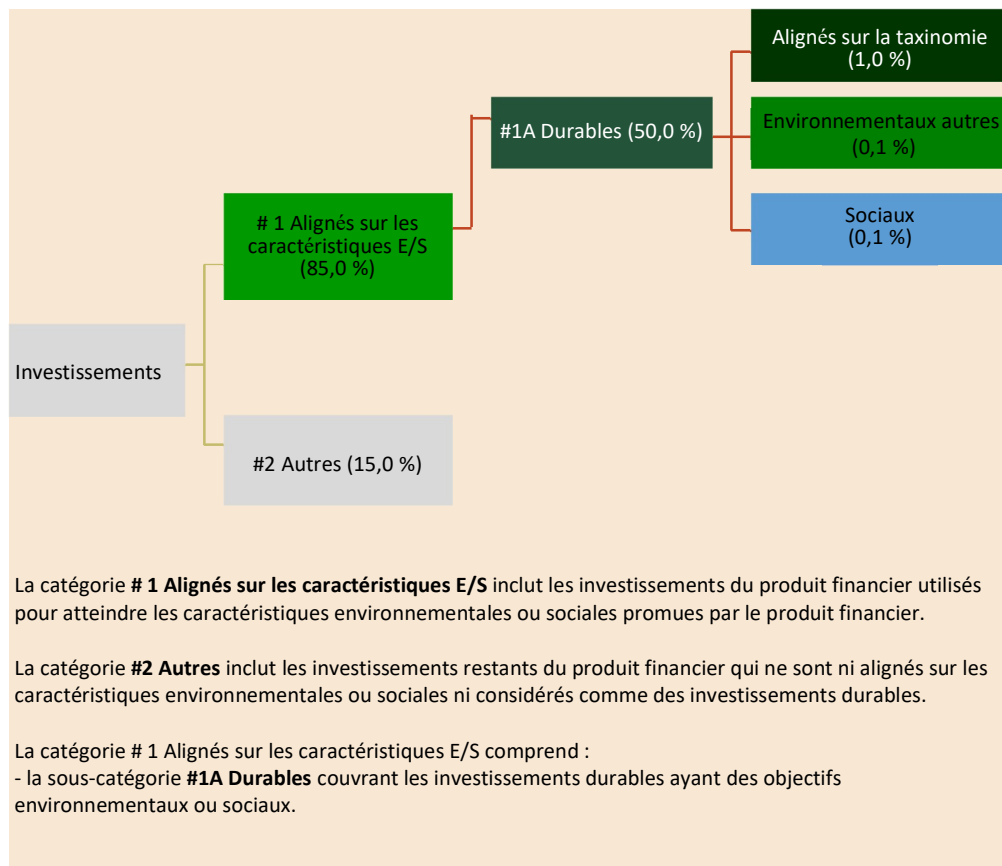 Alignés sur la taxinomie
(1,0 %)
#1A Durables (50,0 %)
Environnementaux autres
(0,1 %)
# 1 Alignés sur les
caractéristiques E/S
(85,0 %)
Sociaux
(0,1 %)
Investissements
#2 Autres (15,0 %)
La catégorie # 1 Alignés sur les caractéristiques E/S inclut les investissements du produit financier utilisés
pour atteindre les caractéristiques environnementales ou sociales promues par le produit financier.
La catégorie #2 Autres inclut les investissements restants du produit financier qui ne sont ni alignés sur les
caractéristiques environnementales ou sociales ni considérés comme des investissements durables.
La catégorie # 1 Alignés sur les caractéristiques E/S comprend :
- la sous-catégorie #1A Durables couvrant les investissements durables ayant des objectifs
environnementaux ou sociaux.